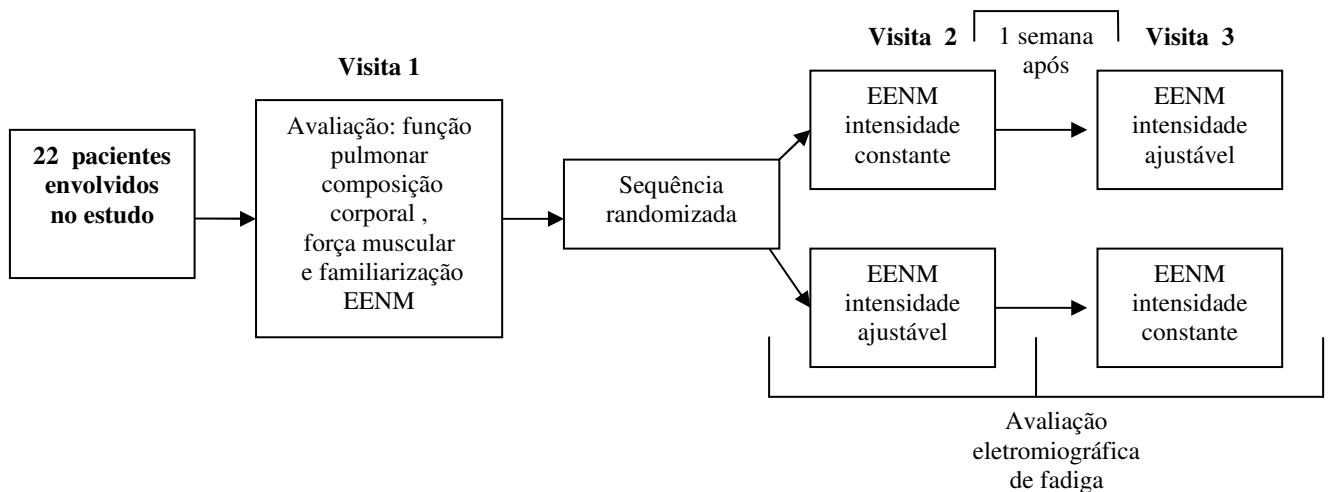 Visita 1
Visita 2
1 semana
após
Visita 3
22 pacientes
envolvidos
no estudo
Avaliação: função
pulmonar
composição
corporal ,
força muscular
e familiarização
EENM
Sequência
randomizada
EENM
intensidade
constante
EENM
intensidade
ajustável
EENM
intensidade
ajustável
EENM
intensidade
constante
Avaliação
eletromiográfica
de fadiga